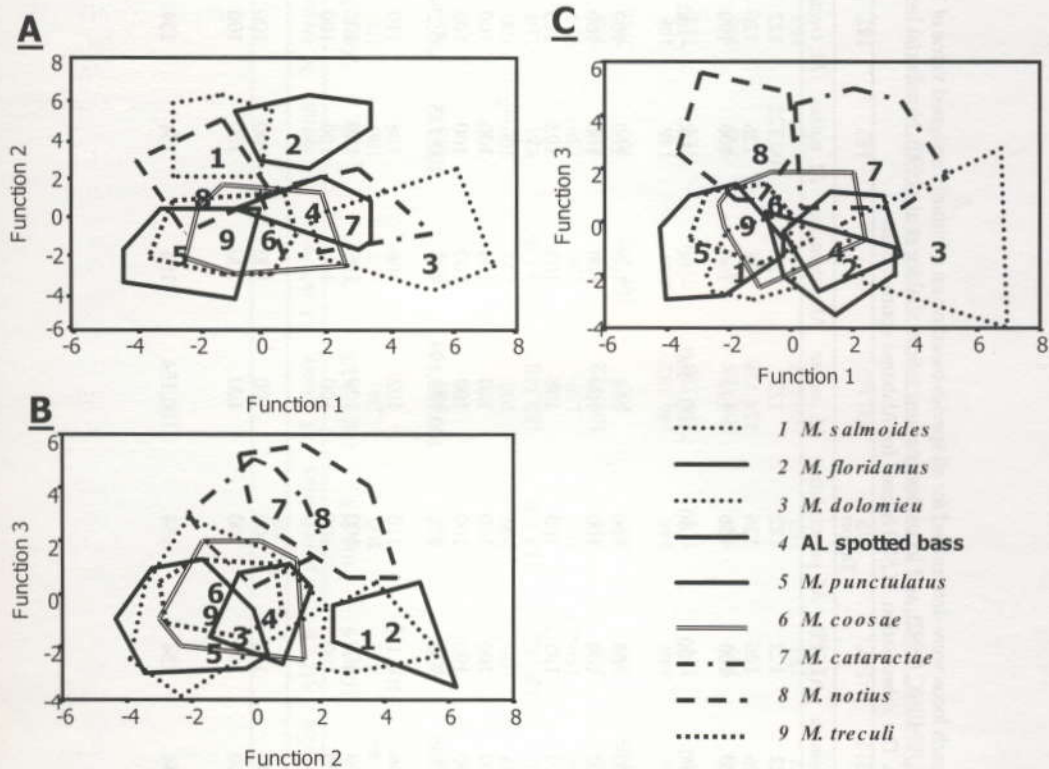 A
8
6
4
2
0
-2
-4
-6
Function 2
1
2
8
4
7
5
9
6
3
-6 -4 -2 0 2 4 6 8
Function 1
C
6
4
2
0
-2
-4
Function 3
8
7
7
6
9
5
4
3
1
2
-6 -4 -2 0 2 4 6 8
Function 1
B
6
4
2
0
-2
-4
Function 3
7
8
6
9
4
3
5
1
2
-6 -4 -2 0 2 4 6 8
Function 2
1 M. salmoides
2 M. floridanus
3 M. dolomieu
4 AL spotted bass
5 M. punctulatus
6 M. coosae
7 M. cataractae
8 M. notius
9 M. treculi